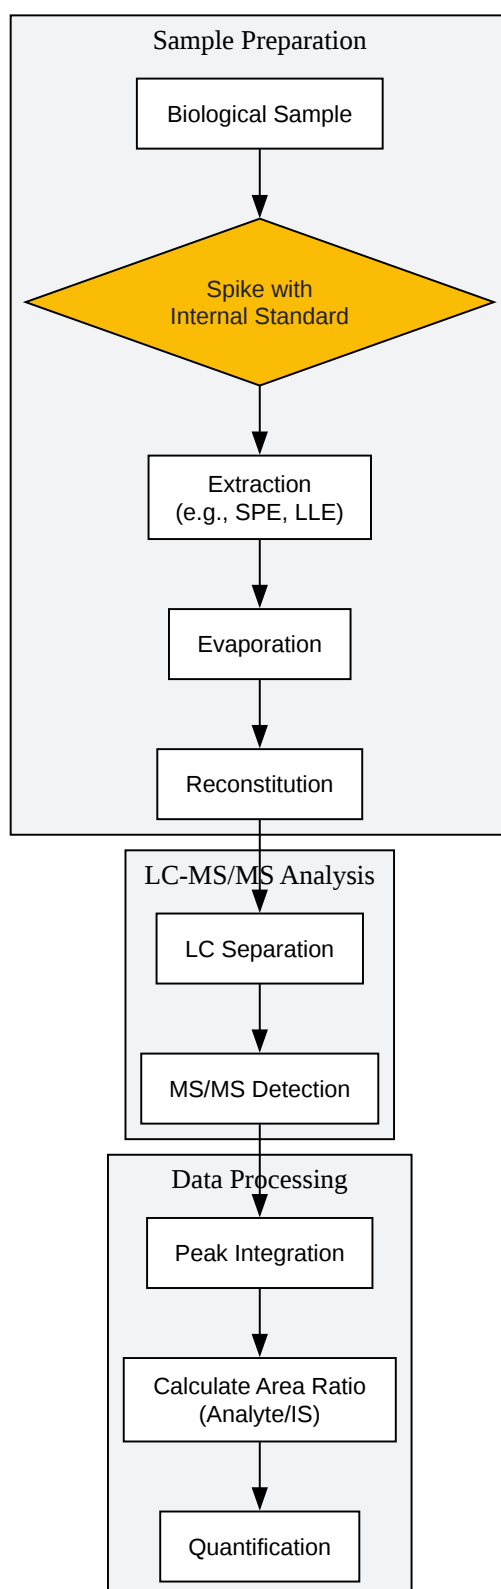 Sample Preparation
Biological Sample
Spike with
Internal Standard
Extraction
(e.g., SPE, LLE)
Evaporation
Reconstitution
LC-MS/MS Analysis
LC Separation
MS/MS Detection
Data Processing
Peak Integration
Calculate Area Ratio
(Analyte/IS)
Quantification